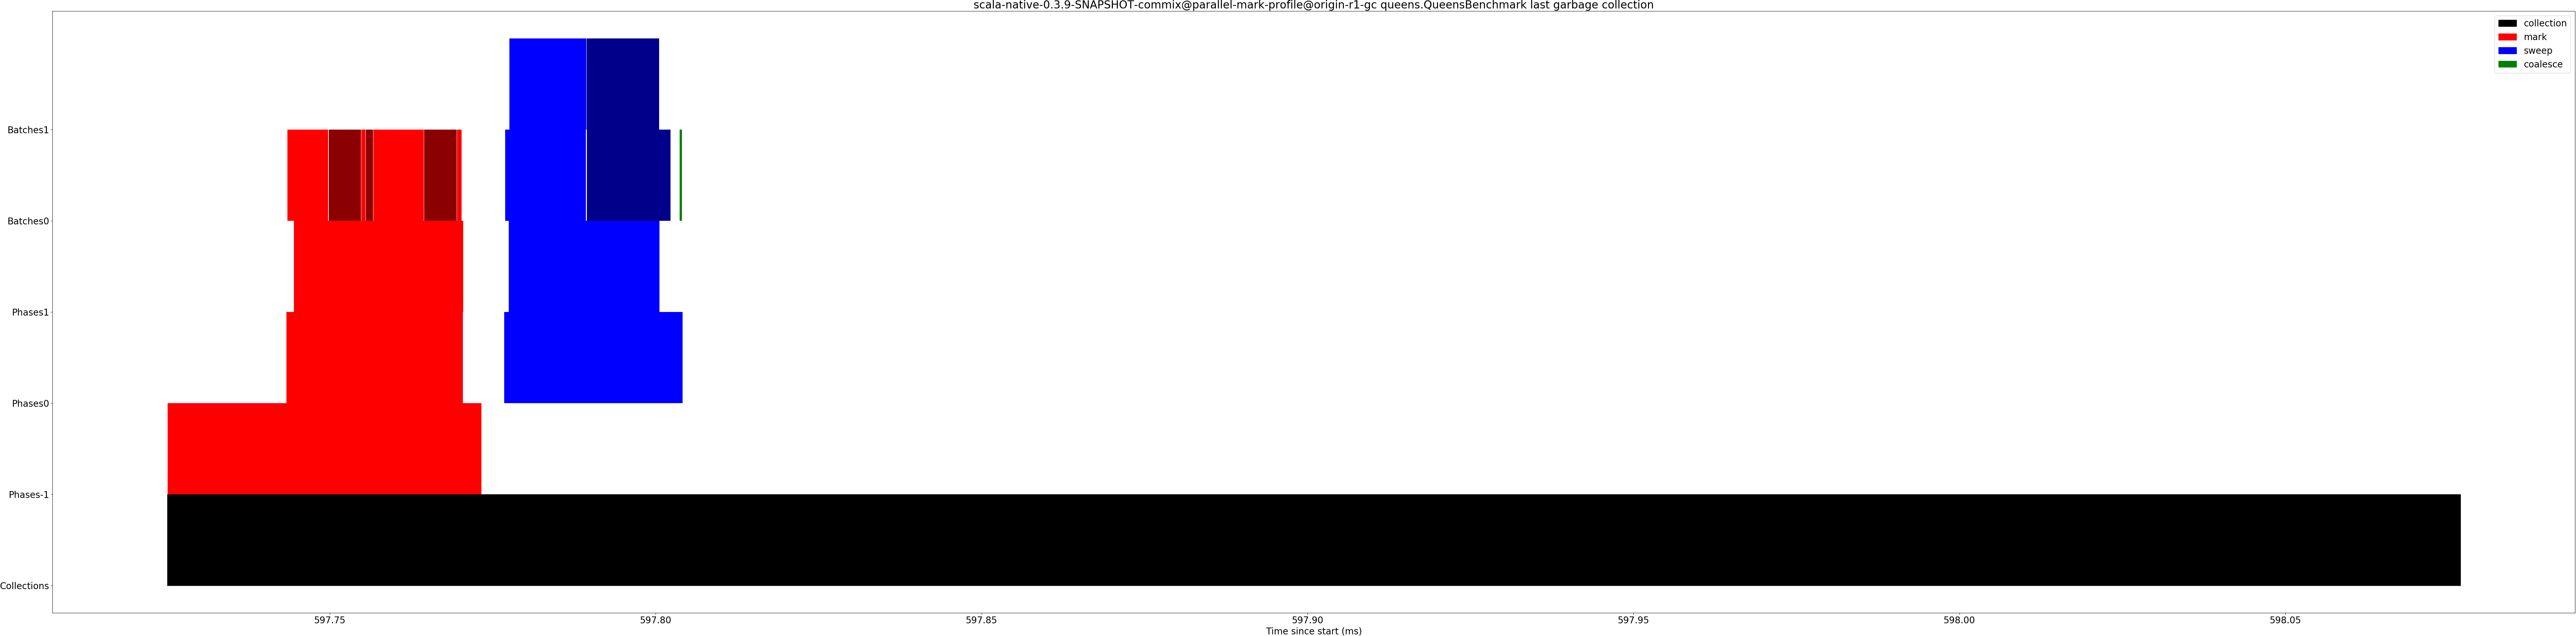 scala-native-0.3.9-SNAPSHOT-commix@parallel-mark-profile@origin-r1-gc queens.QueensBenchmark last garbage collection
collection
mark
sweep
coalesce
Batches1
Batches0
Phases1
Phases0
Phases-1
Collections
597.75 597.80 597.85 597.90 597.95 598.00 598.05
Time since start (ms)